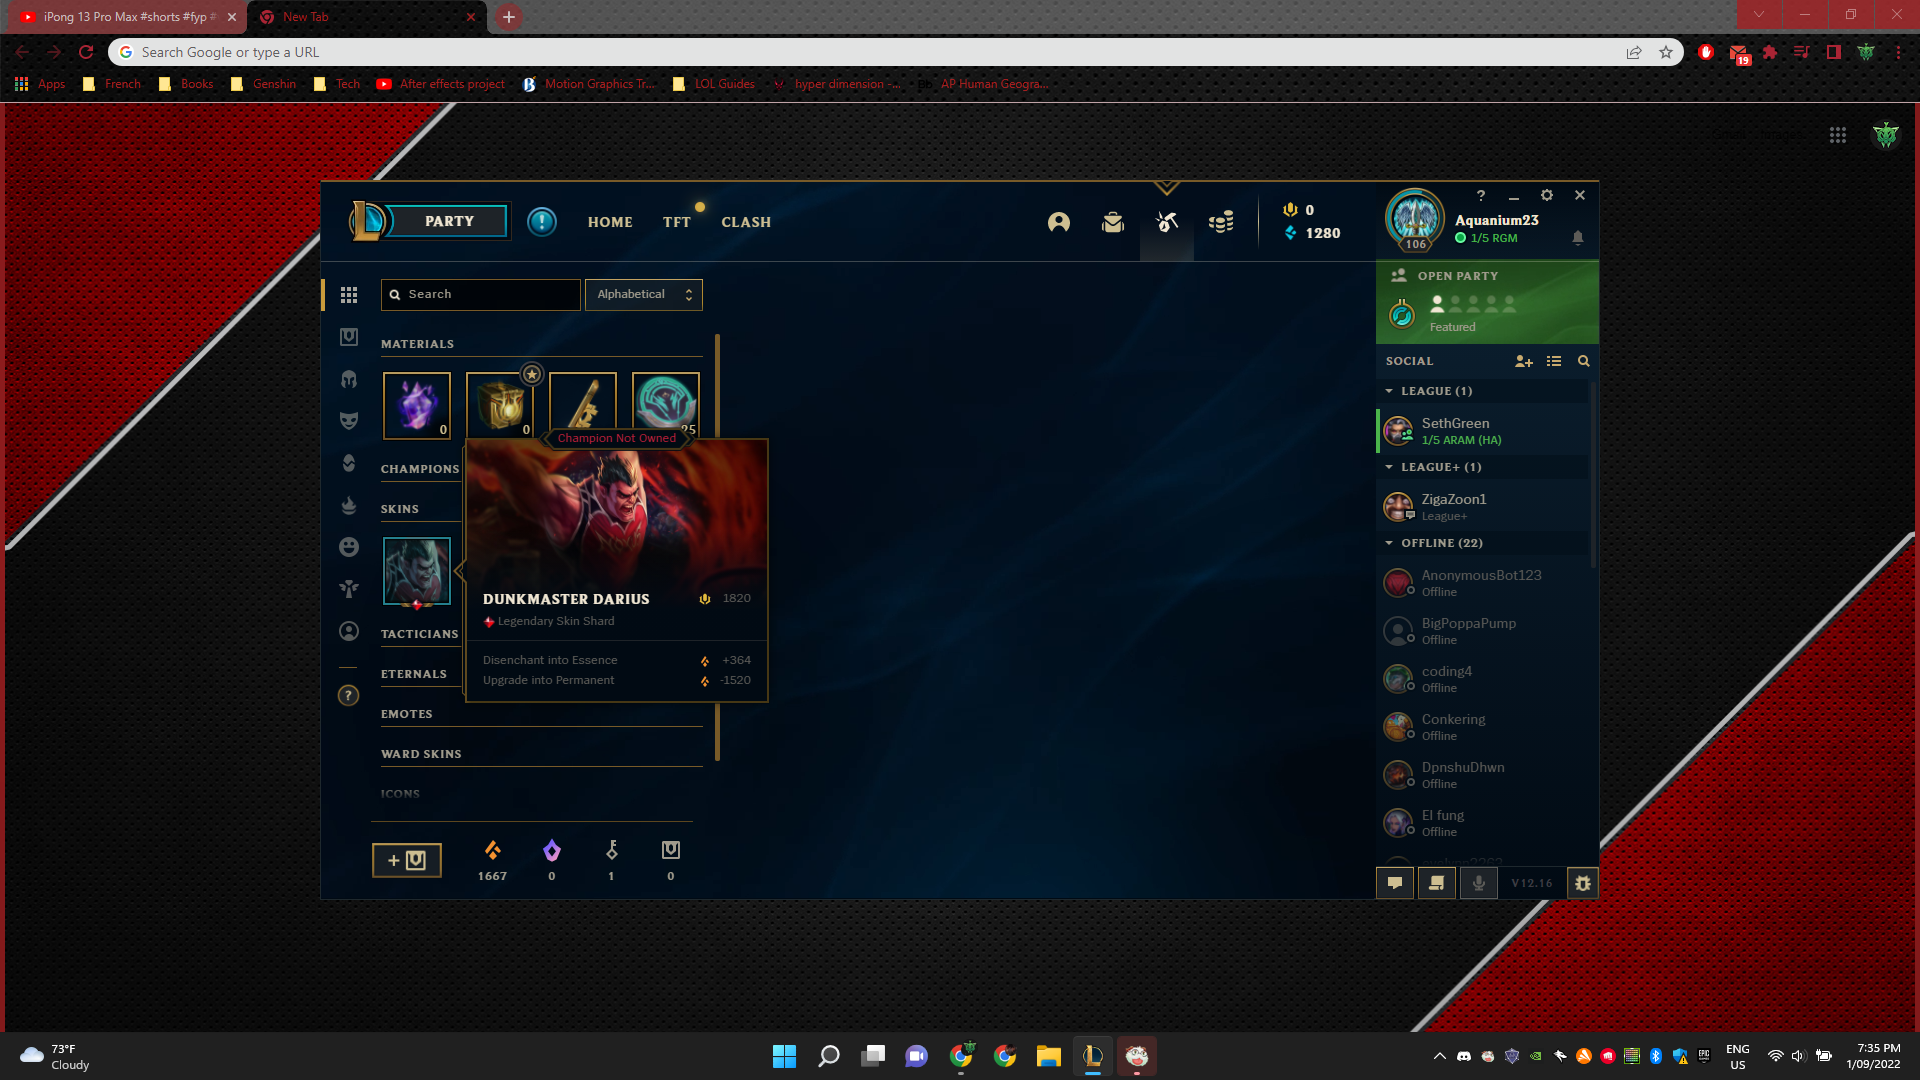 iPong 13 Pro Max #shorts #fyp #
New Tab
Search Google or type a URL
19
Apps
French
Books
Genshin
Tech
After effects project
Motion Graphics Tr...
LOL Guides
hyper dimension -...
Bb
AP Human Geogra...
PARTY
HOME
TFT
CLASH
0
1280
106
Aquanium23
1/5 RGM
OPEN PARTY
Featured
Search
Alphabetical
MATERIALS
0
0
25
Champion Not Owned
CHAMPIONS
SKINS
DUNKMASTER DARIUS
1820
Legendary Skin Shard
Disenchant into Essence
+364
Upgrade into Permanent
-1520
TACTICIANS
ETERNALS
EMOTES
WARD SKINS
ICONS
1667
0
1
0
SOCIAL
LEAGUE (1)
SethGreen
1/5 ARAM (HA)
LEAGUE+ (1)
ZigaZoon1
League+
OFFLINE (22)
AnonymousBot123
Offline
BigPoppaPump
Offline
coding4
Offline
Conkering
Offline
DpnshuDhwn
Offline
El fung
Offline
V12.16
73°F
Cloudy
EPIC
ENG
US
7:35 PM
1/09/2022